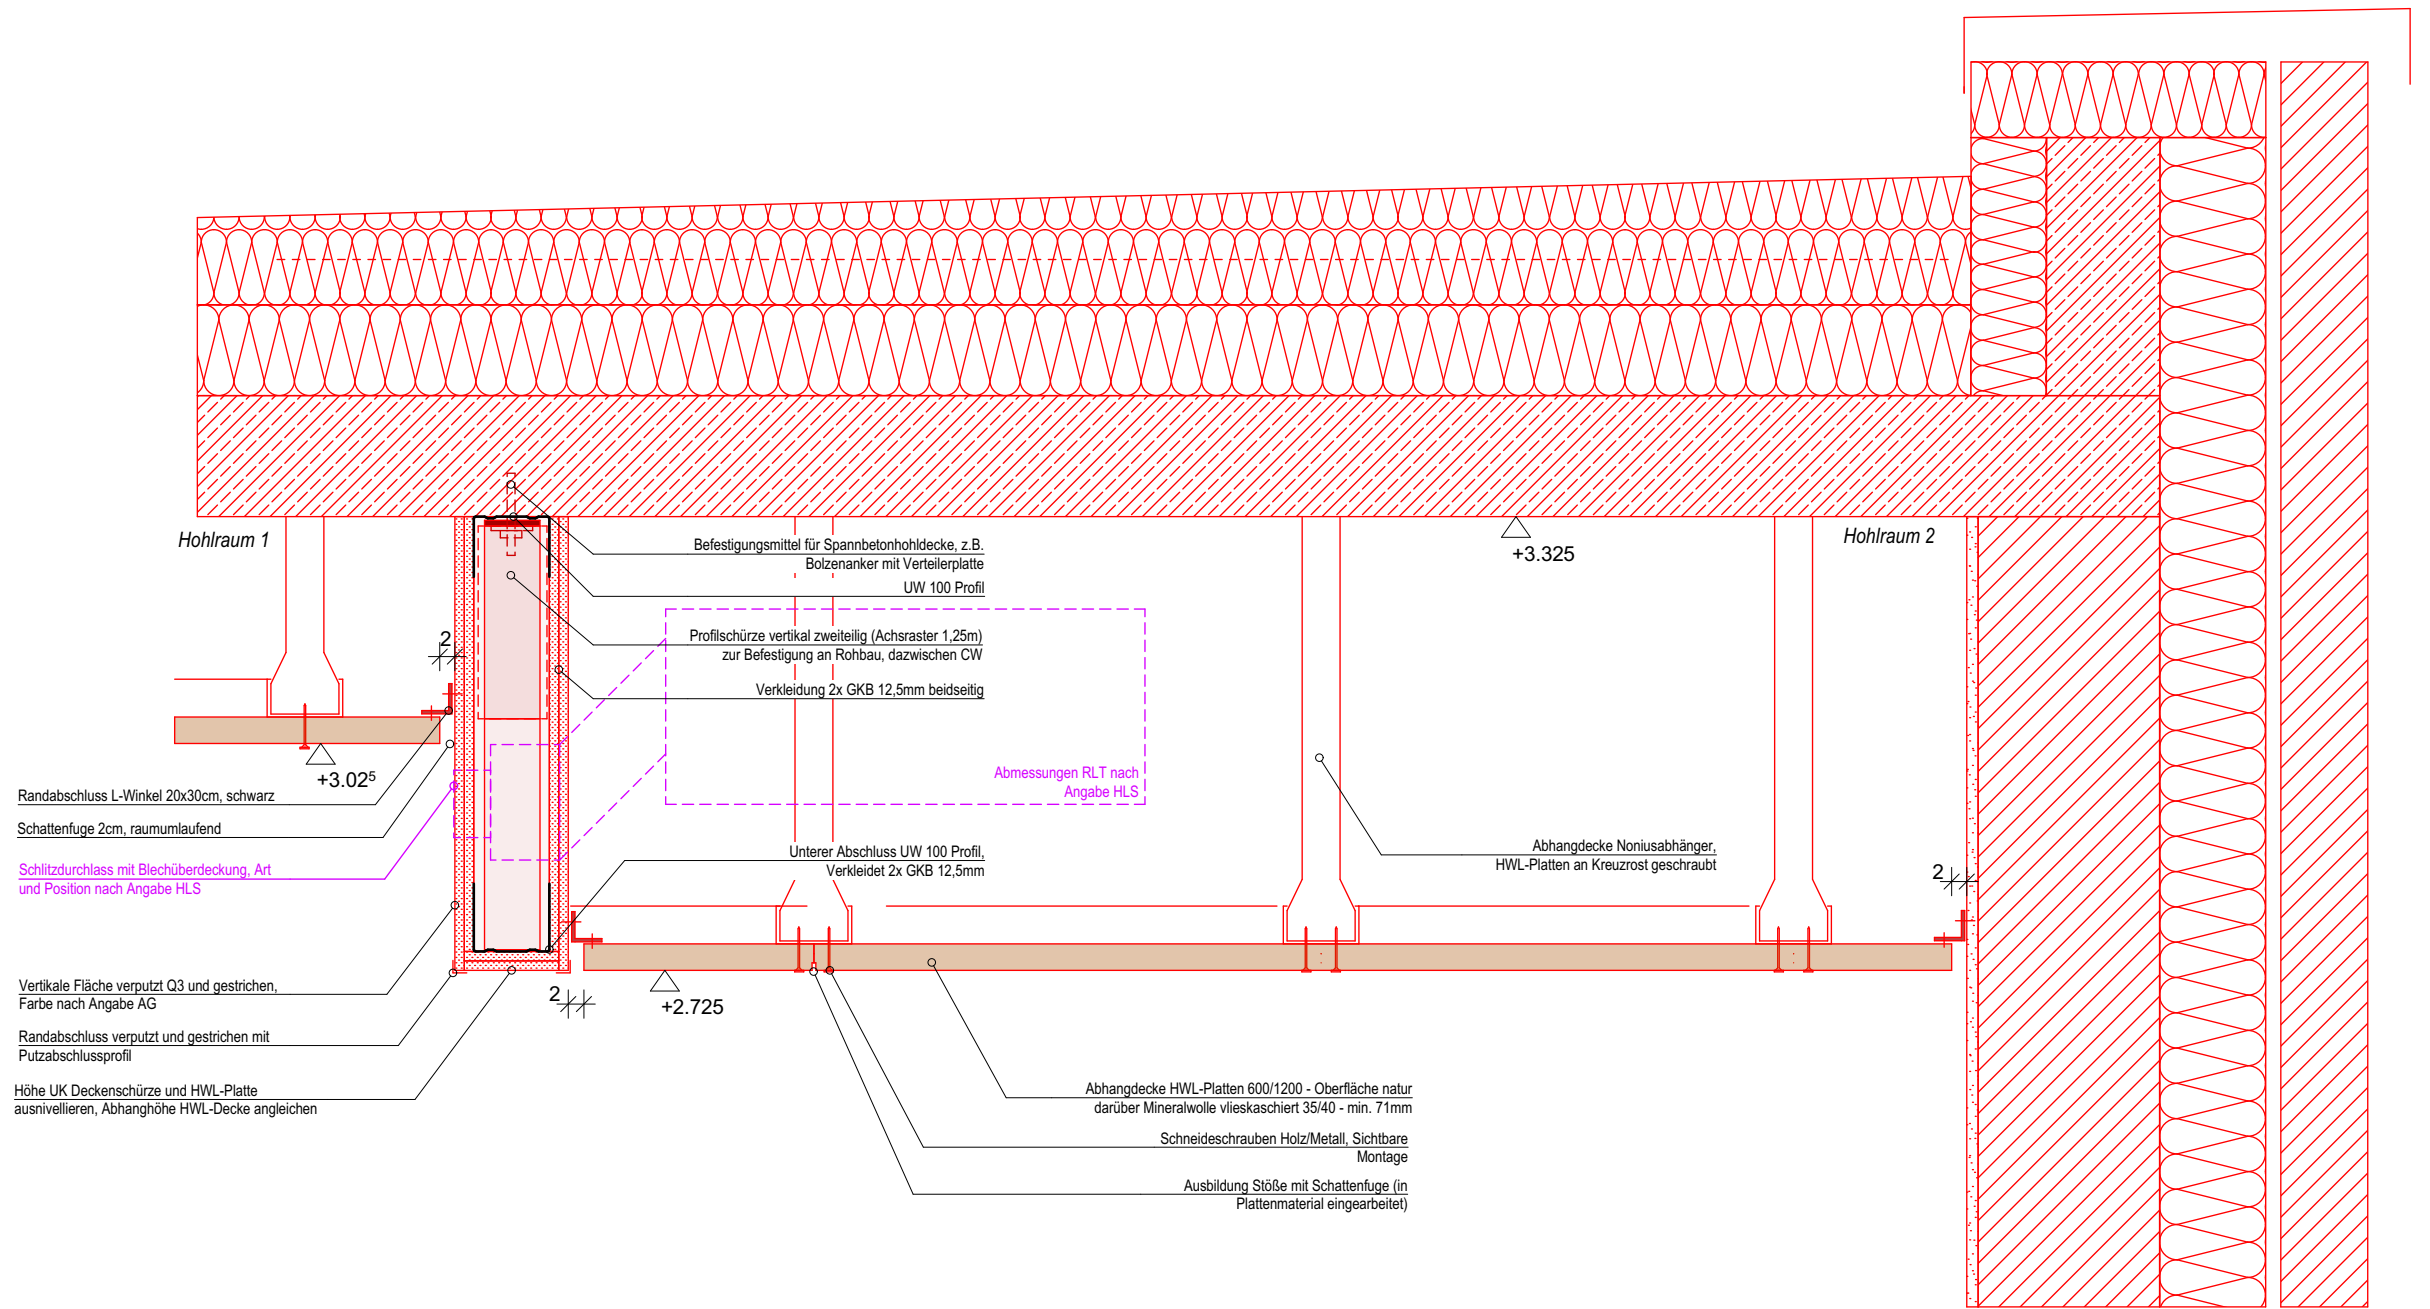 Hohlraum 1
Hohlraum 2
Befestigungsmittel für Spannbetonhohldecke, z.B.
Bolzenanker mit Verteilerplatte
UW 100 Profil
+3.325
Profilschürze vertikal zweiteilig (Achsraster 1,25m)
zur Befestigung an Rohbau, dazwischen CW
2
Verkleidung 2x GKB 12,5mm beidseitig
Abmessungen RLT nach
Angabe HLS
+3.02⁵
Randabschluss L-Winkel 20x30cm, schwarz
Schattenfuge 2cm, raumumlaufend
Schlitzdurchlass mit Blechüberdeckung, Art
und Position nach Angabe HLS
Unterer Abschluss UW 100 Profil,
Verkleidet 2x GKB 12,5mm
Abhangdecke Noniusabhänger,
HWL-Platten an Kreuzrost geschraubt
2
Vertikale Fläche verputzt Q3 und gestrichen,
Farbe nach Angabe AG
2
+2.725
Randabschluss verputzt und gestrichen mit
Putzabschlussprofil
Höhe UK Deckenschürze und HWL-Platte
ausnivellieren, Abhanghöhe HWL-Decke angleichen
Abhangdecke HWL-Platten 600/1200 - Oberfläche natur
darüber Mineralwolle vlieskaschiert 35/40 - min. 71mm
Schneideschrauben Holz/Metall, Sichtbare
Montage
Ausbildung Stöße mit Schattenfuge (in
Plattenmaterial eingearbeitet)